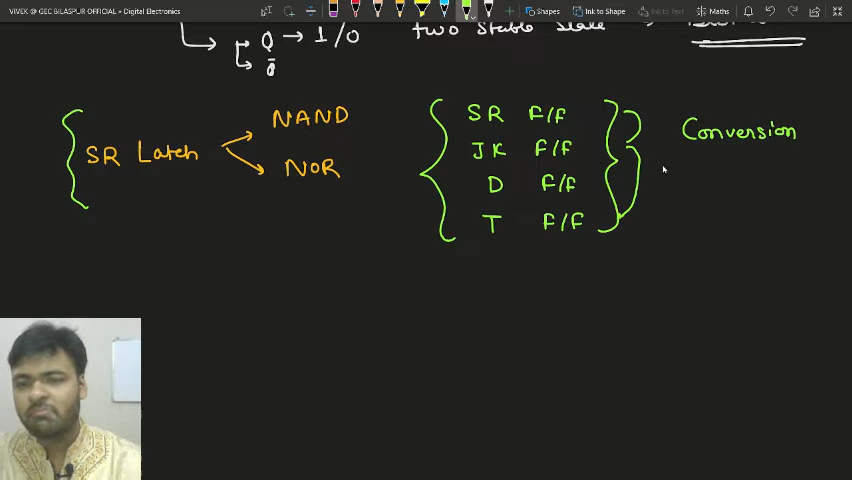 VIVEK @ GEC BILASPUR OFFICIAL » Digital Electronics
Shapes
Ink to Shape
Ink to Text
Maths
Q → 1/0
two stable state
Q̄
SR Latch
NAND
NOR
SR F/F
JK F/F
D F/F
T F/F
Conversion